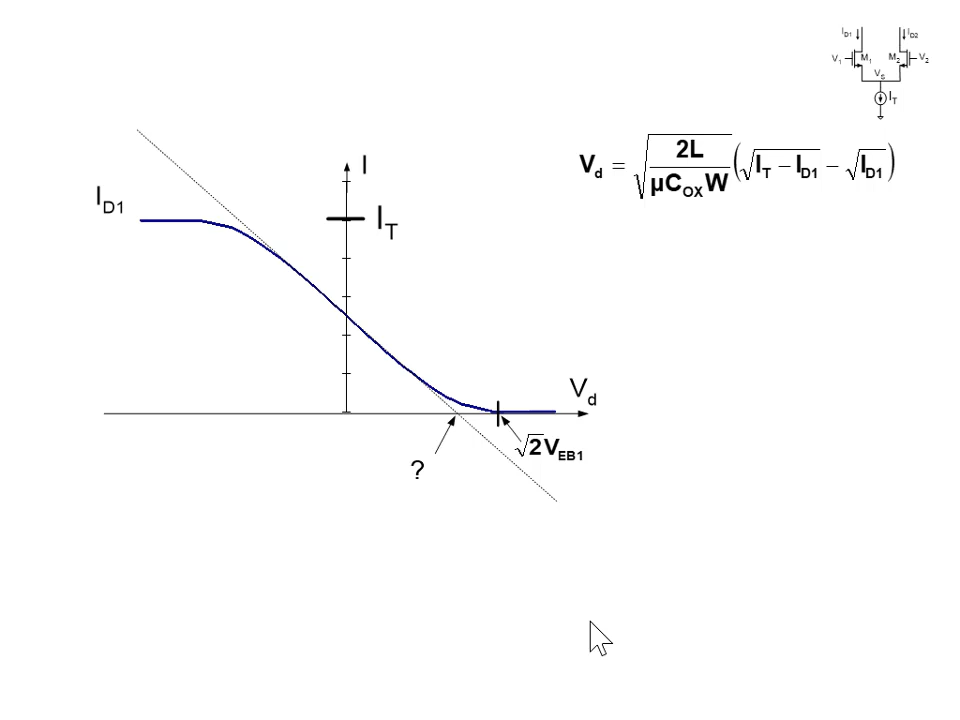 I_D1 I_D2
V_1 M_1 M_2 V_2
V_S
I_T
V_d = √(2L / μC_OX W) (√(I_T − I_D1) − √I_D1)
I
I_D1
I_T
V_d
√2 V_EB1
?